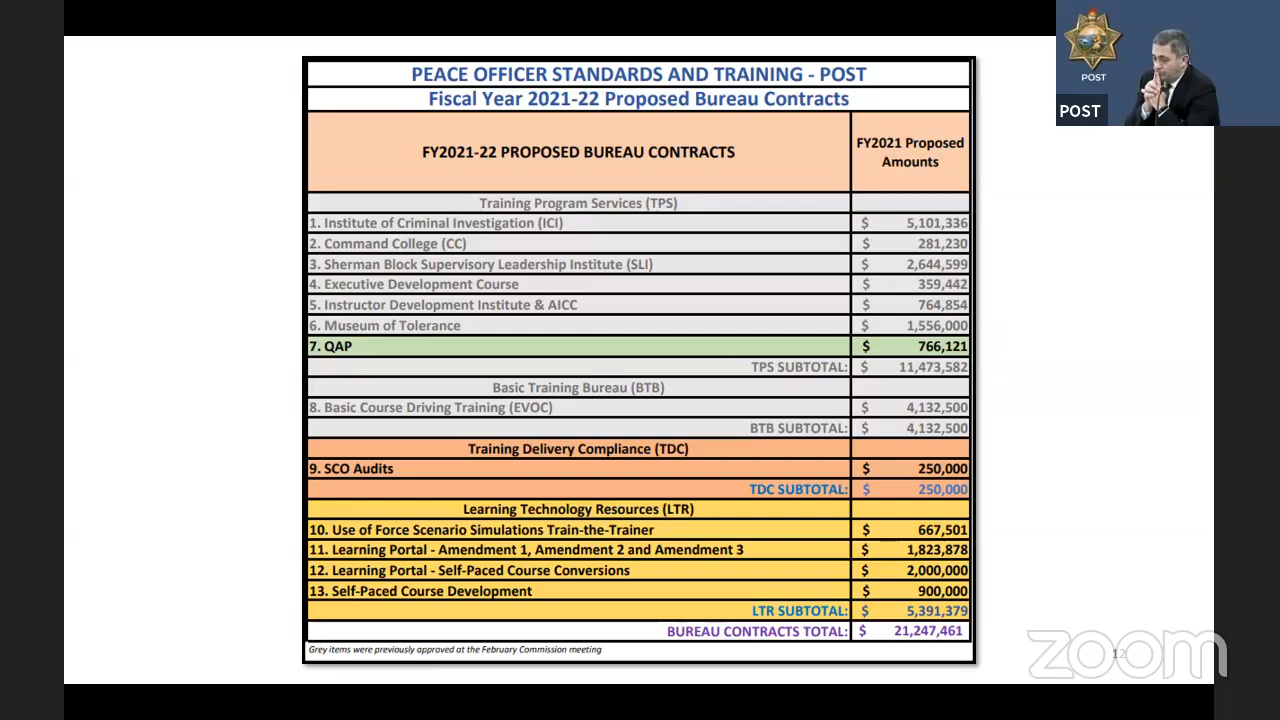 POST
POST
PEACE OFFICER STANDARDS AND TRAINING - POST
Fiscal Year 2021-22 Proposed Bureau Contracts
FY2021-22 PROPOSED BUREAU CONTRACTS
FY2021 Proposed
Amounts
Training Program Services (TPS)
1. Institute of Criminal Investigation (ICI) $ 5,101,336
2. Command College (CC) $ 281,230
3. Sherman Block Supervisory Leadership Institute (SLI) $ 2,644,599
4. Executive Development Course $ 359,442
5. Instructor Development Institute & AICC $ 764,854
6. Museum of Tolerance $ 1,556,000
7. QAP $ 766,121
TPS SUBTOTAL: $ 11,473,582
Basic Training Bureau (BTB)
8. Basic Course Driving Training (EVOC) $ 4,132,500
BTB SUBTOTAL: $ 4,132,500
Training Delivery Compliance (TDC)
9. SCO Audits $ 250,000
TDC SUBTOTAL: $ 250,000
Learning Technology Resources (LTR)
10. Use of Force Scenario Simulations Train-the-Trainer $ 667,501
11. Learning Portal - Amendment 1, Amendment 2 and Amendment 3 $ 1,823,878
12. Learning Portal - Self-Paced Course Conversions $ 2,000,000
13. Self-Paced Course Development $ 900,000
LTR SUBTOTAL: $ 5,391,379
BUREAU CONTRACTS TOTAL: $ 21,247,461
Grey items were previously approved at the February Commission meeting
12
zoom